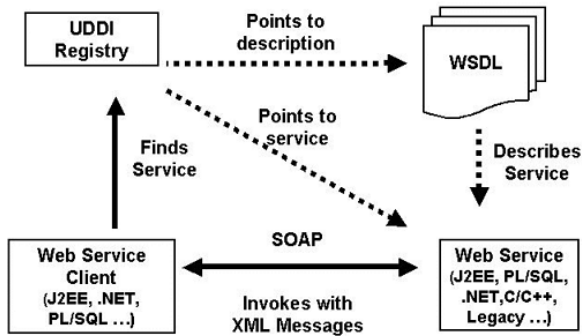 UDDI
Registry
Points to
description
WSDL
Points to
service
Finds
Service
Describes
Service
Web Service
Client
(J2EE, .NET,
PL/SQL ...)
SOAP
Invokes with
XML Messages
Web Service
(J2EE, PL/SQL,
.NET,C/C++,
Legacy ...)